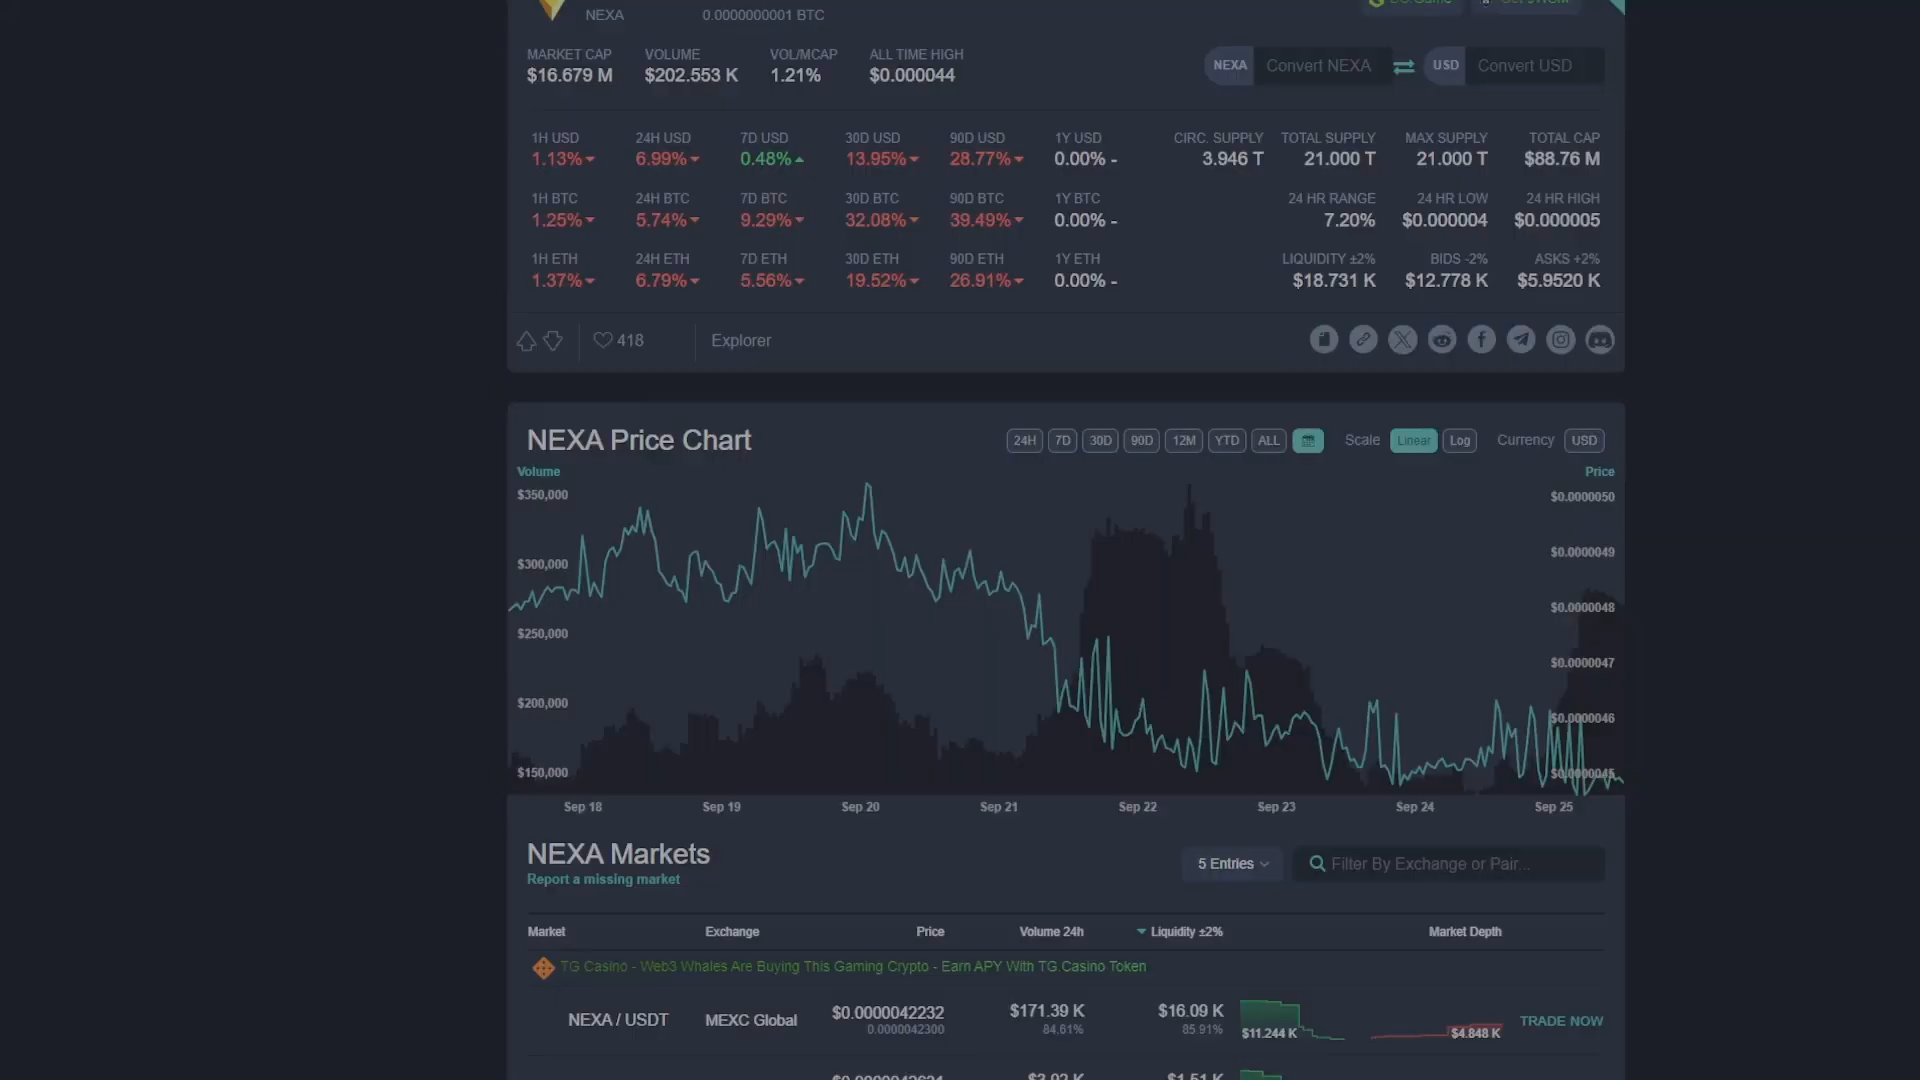 NEXA 0.0000000001 BTC
MARKET CAP VOLUME VOL/MCAP ALL TIME HIGH
$16.679 M $202.553 K 1.21% $0.000044
NEXA Convert NEXA USD Convert USD
1H USD 24H USD 7D USD 30D USD 90D USD 1Y USD CIRC. SUPPLY TOTAL SUPPLY MAX SUPPLY TOTAL CAP
1.13% 6.99% 0.48% 13.95% 28.77% 0.00% - 3.946 T 21.000 T 21.000 T $88.76 M
1H BTC 24H BTC 7D BTC 30D BTC 90D BTC 1Y BTC 24 HR RANGE 24 HR LOW 24 HR HIGH
1.25% 5.74% 9.29% 32.08% 39.49% 0.00% - 7.20% $0.000004 $0.000005
1H ETH 24H ETH 7D ETH 30D ETH 90D ETH 1Y ETH LIQUIDITY ±2% BIDS -2% ASKS +2%
1.37% 6.79% 5.56% 19.52% 26.91% 0.00% - $18.731 K $12.778 K $5.9520 K
418 Explorer
NEXA Price Chart 24H 7D 30D 90D 12M YTD ALL Scale Linear Log Currency USD
Volume Price
$350,000 $0.0000050
$300,000 $0.0000049
$250,000 $0.0000048
$0.0000047
$200,000 $0.0000046
$150,000 $0.0000045
Sep 18 Sep 19 Sep 20 Sep 21 Sep 22 Sep 23 Sep 24 Sep 25
NEXA Markets
Report a missing market
5 Entries Filter By Exchange or Pair...
Market Exchange Price Volume 24h Liquidity ±2% Market Depth
TG Casino - Web3 Whales Are Buying This Gaming Crypto - Earn APY With TG.Casino Token
NEXA / USDT MEXC Global $0.0000042232 $171.39 K $16.09 K $11.244 K $4.848 K TRADE NOW
0.0000042300 84.61% 85.91%